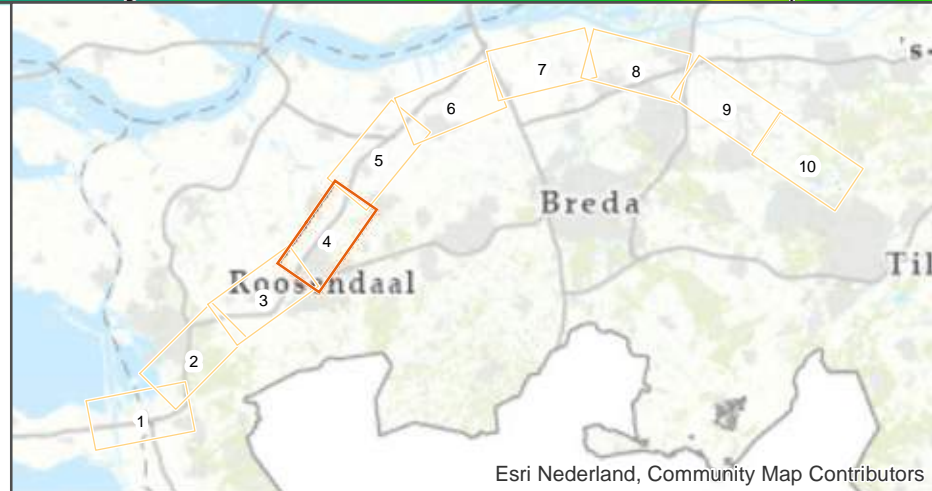 's-
7
8
6
9
5
10
Breda
4
Til
Roosendaal
3
2
1
Esri Nederland, Community Map Contributors